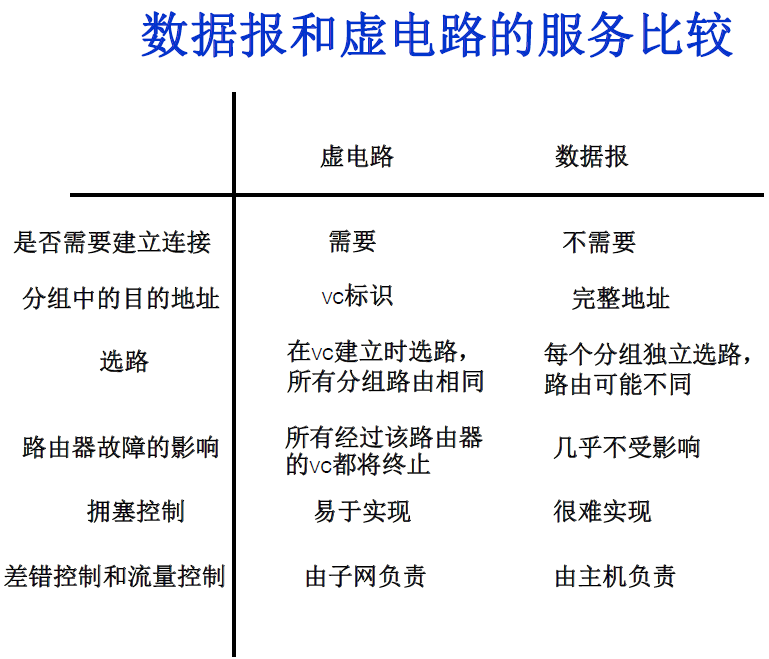 数据报和虚电路的服务比较
虚电路 数据报
是否需要建立连接 需要 不需要
分组中的目的地址 vc标识 完整地址
选路 在vc建立时选路，
所有分组路由相同 每个分组独立选路，
路由可能不同
路由器故障的影响 所有经过该路由器
的vc都将终止 几乎不受影响
拥塞控制 易于实现 很难实现
差错控制和流量控制 由子网负责 由主机负责